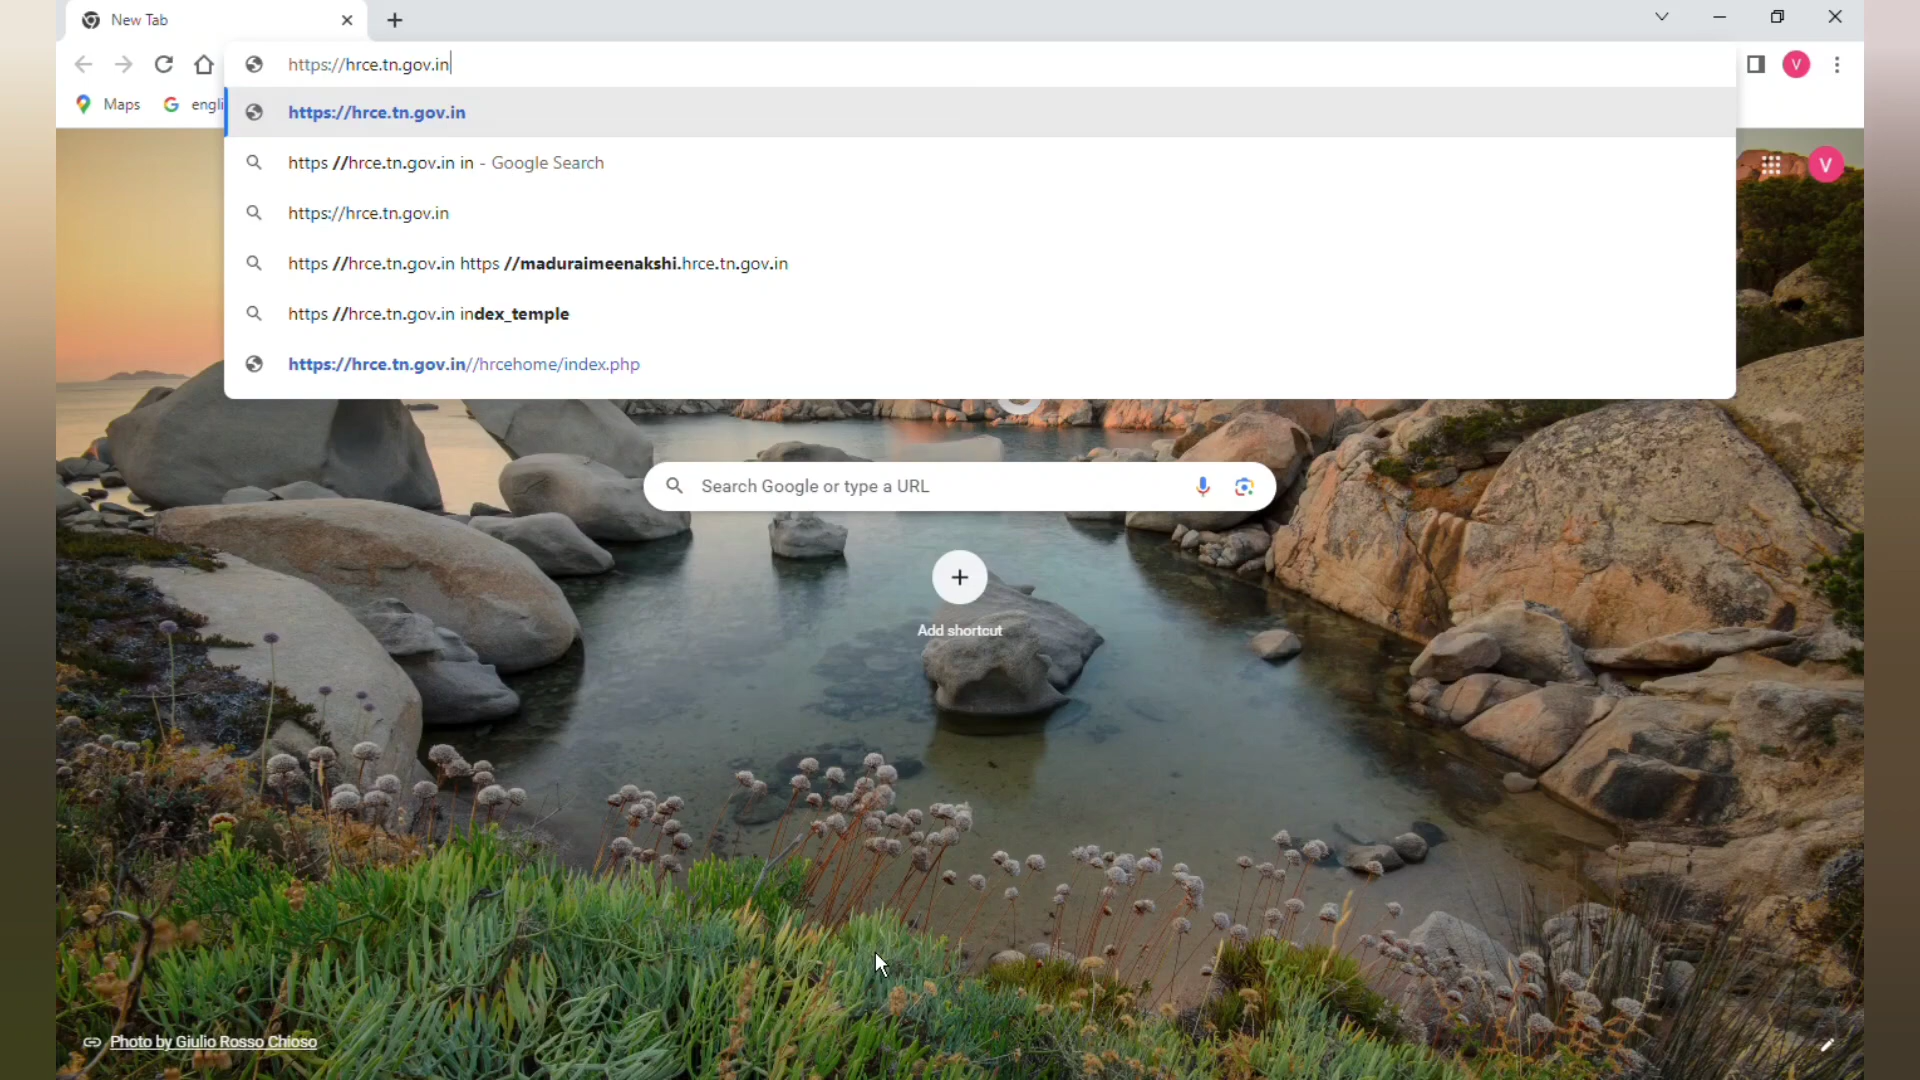 New Tab
https://hrce.tn.gov.in
Maps
engli
https://hrce.tn.gov.in
https //hrce.tn.gov.in in - Google Search
https://hrce.tn.gov.in
https //hrce.tn.gov.in https //maduraimeenakshi.hrce.tn.gov.in
https //hrce.tn.gov.in index_temple
https://hrce.tn.gov.in//hrcehome/index.php
V
V
Search Google or type a URL
Add shortcut
Photo by Giulio Rosso Chioso